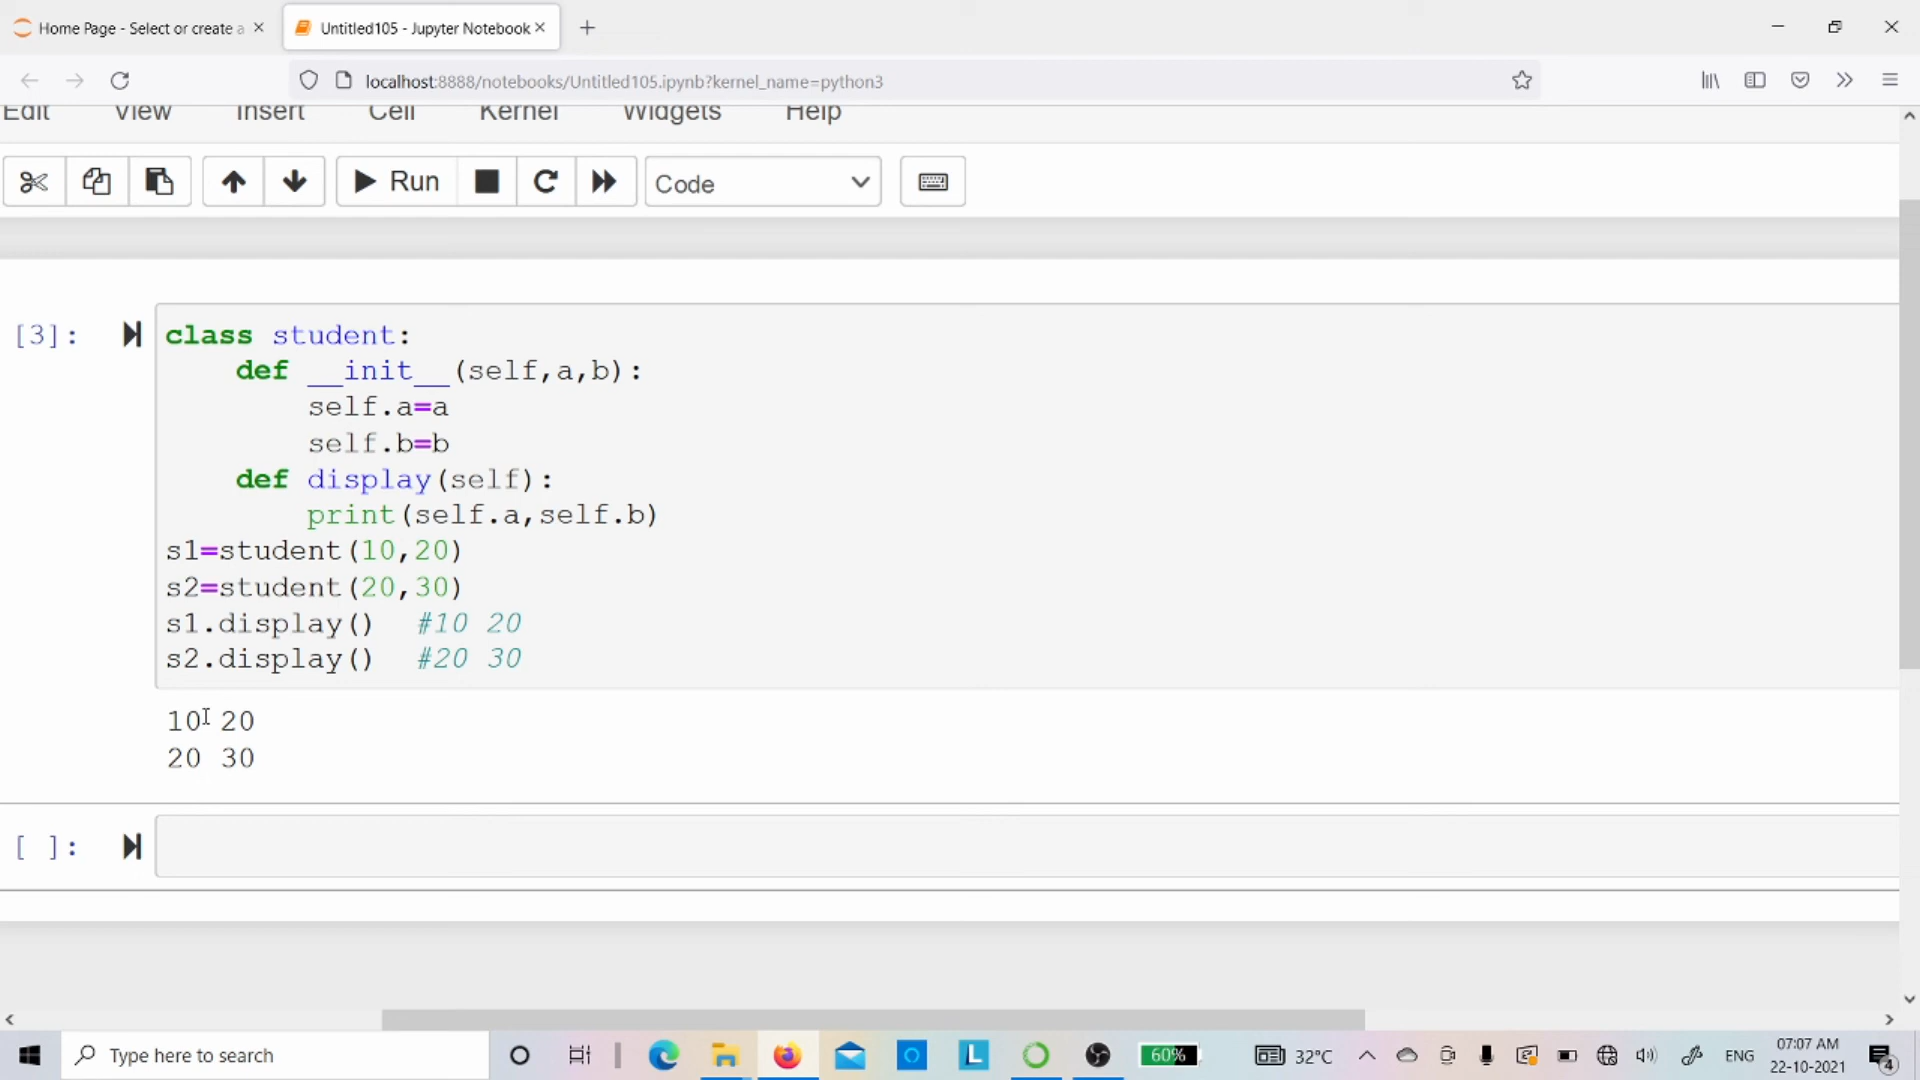 Home Page - Select or create a
Untitled105 - Jupyter Notebook
localhost:8888/notebooks/Untitled105.ipynb?kernel_name=python3
Edit View Insert Cell Kernel Widgets Help
Run
Code
[3]:
class student:
    def __init__(self,a,b):
        self.a=a
        self.b=b
    def display(self):
        print(self.a,self.b)
s1=student(10,20)
s2=student(20,30)
s1.display()  #10 20
s2.display()  #20 30
10 20
20 30
[ ]:
Type here to search
60%
32°C
ENG
07:07 AM
22-10-2021
4